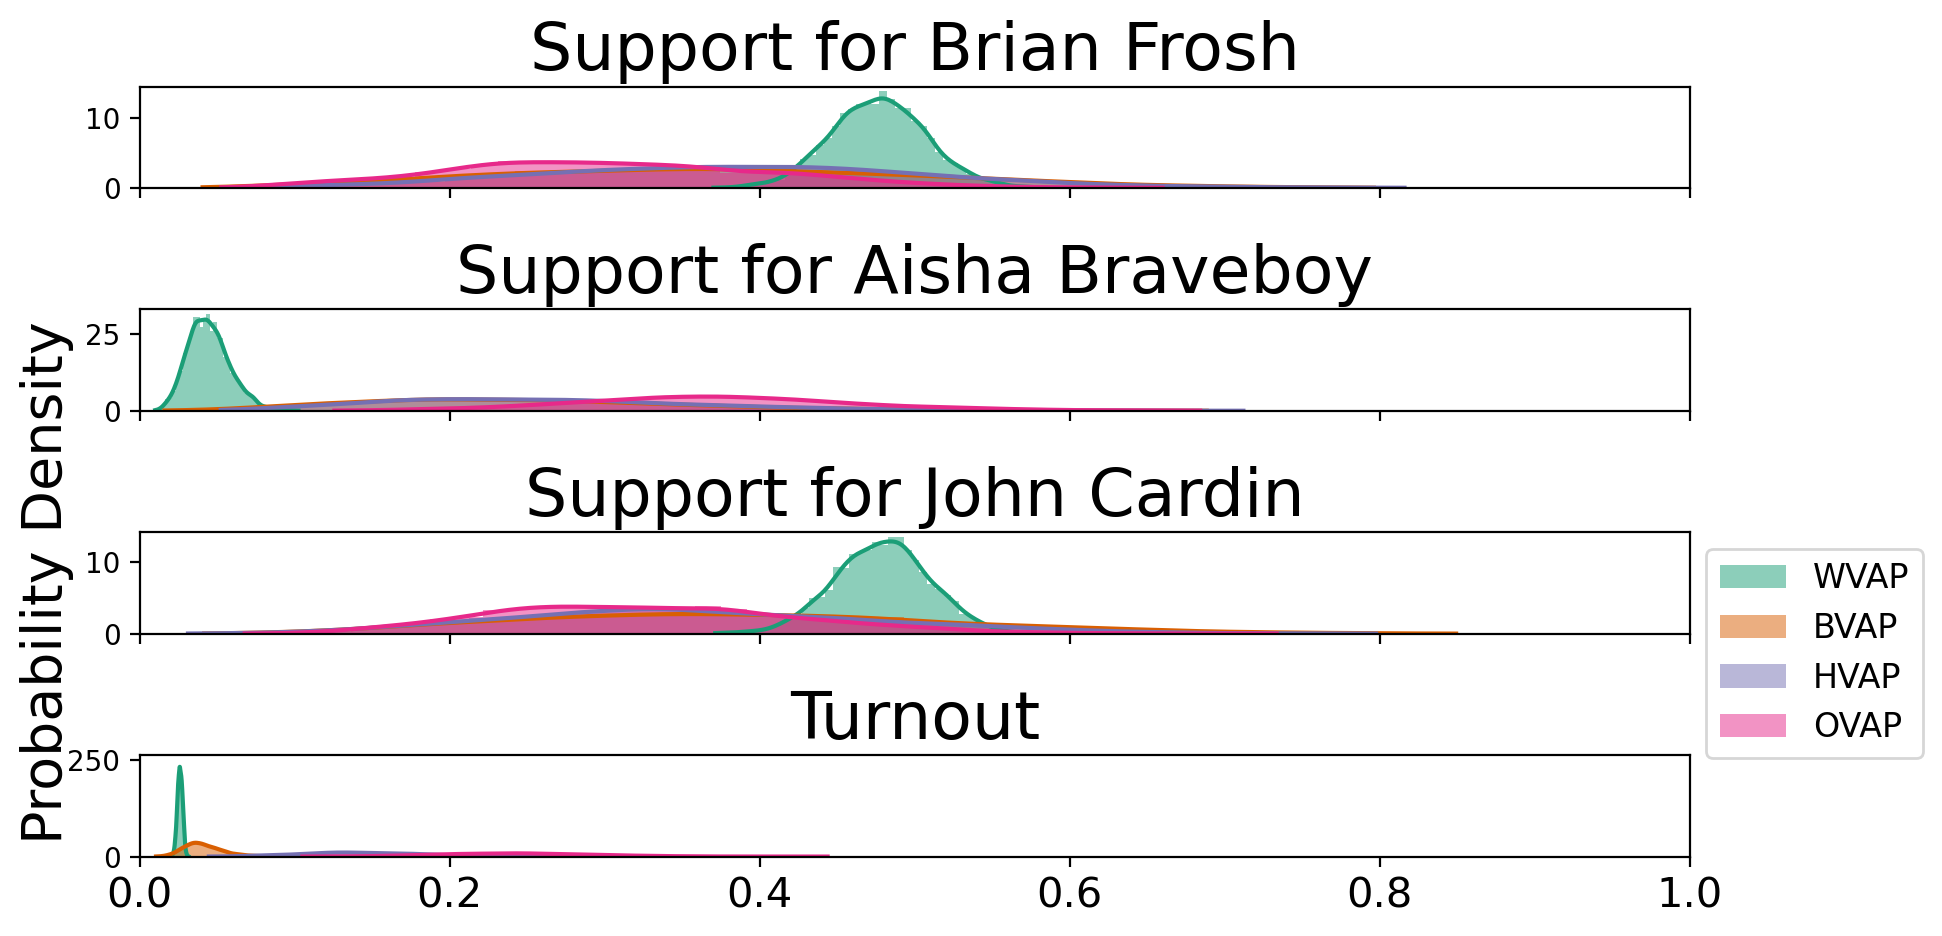 Support for Brian Frosh
10
0
Support for Aisha Braveboy
25
0
Support for John Cardin
10
0
Turnout
250
0
0.0 0.2 0.4 0.6 0.8 1.0
Probability Density
WVAP
BVAP
HVAP
OVAP